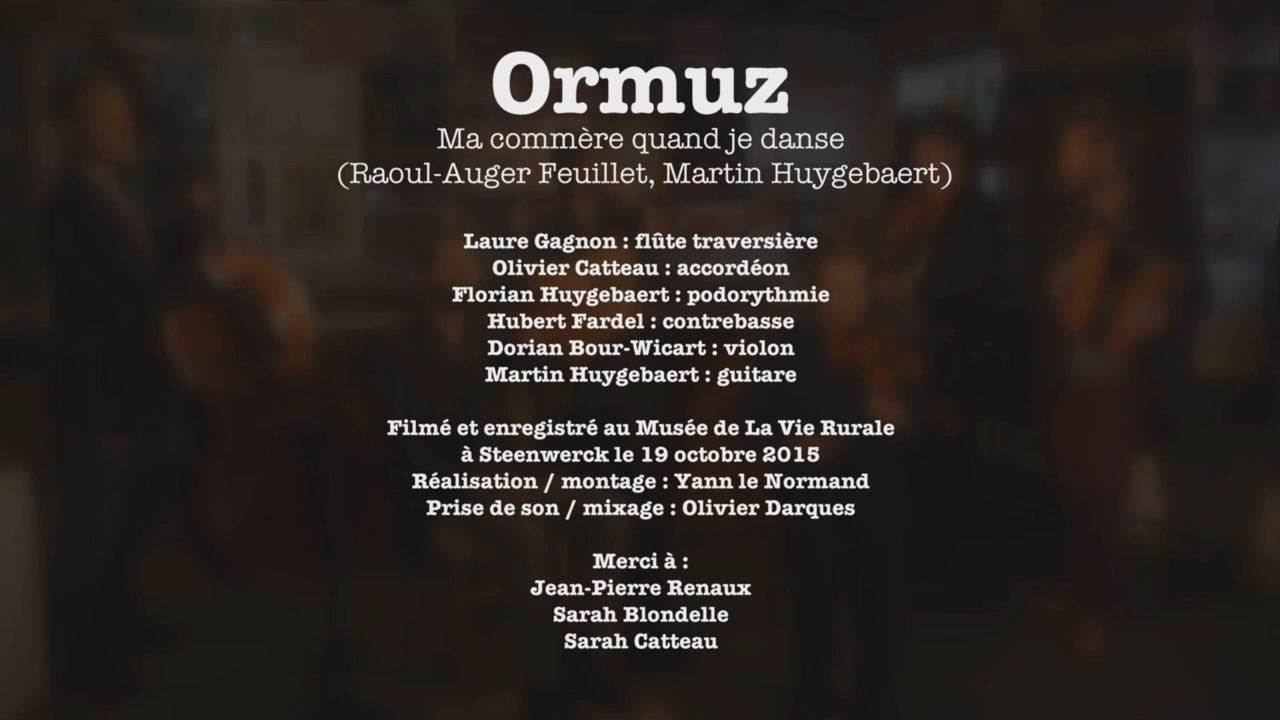 Ormuz
Ma commère quand je danse
(Raoul-Auger Feuillet, Martin Huygebaert)
Laure Gagnon : flûte traversière
Olivier Catteau : accordéon
Florian Huygebaert : podorythmie
Hubert Fardel : contrebasse
Dorian Bour-Wicart : violon
Martin Huygebaert : guitare
Filmé et enregistré au Musée de La Vie Rurale
à Steenwerck le 19 octobre 2015
Réalisation / montage : Yann le Normand
Prise de son / mixage : Olivier Darques
Merci à :
Jean-Pierre Renaux
Sarah Blondelle
Sarah Catteau